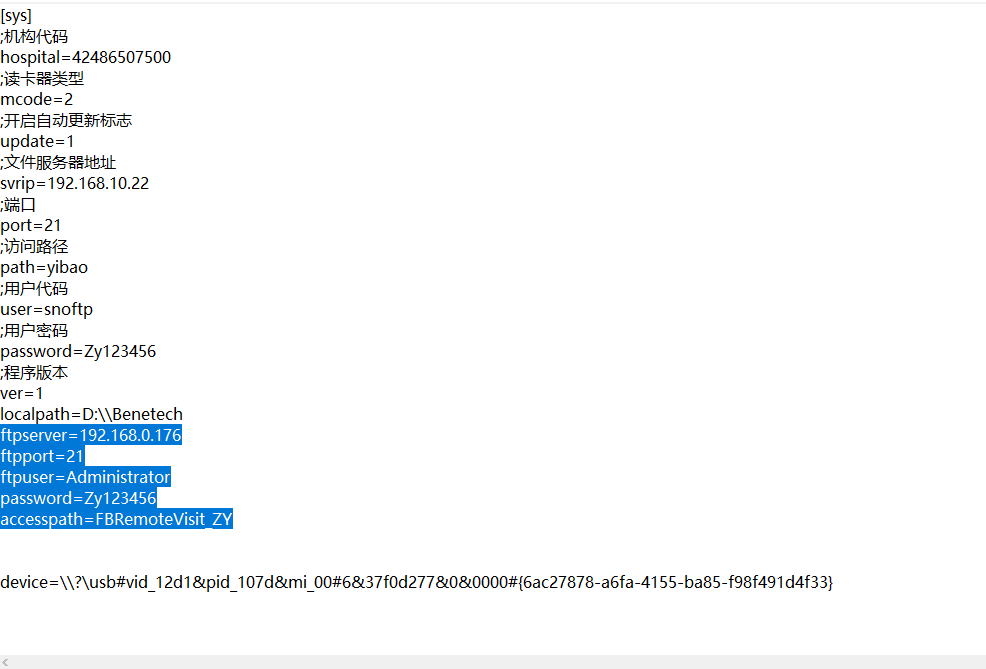 [sys]
;机构代码
hospital=42486507500
;读卡器类型
mcode=2
;开启自动更新标志
update=1
;文件服务器地址
svrip=192.168.10.22
;端口
port=21
;访问路径
path=yibao
;用户代码
user=snoftp
;用户密码
password=Zy123456
;程序版本
ver=1
localpath=D:\\Benetech
ftpserver=192.168.0.176
ftpport=21
ftpuser=Administrator
password=Zy123456
accesspath=FBRemoteVisit_ZY
device=\\?\usb#vid_12d1&pid_107d&mi_00#6&37f0d277&0&0000#{6ac27878-a6fa-4155-ba85-f98f491d4f33}